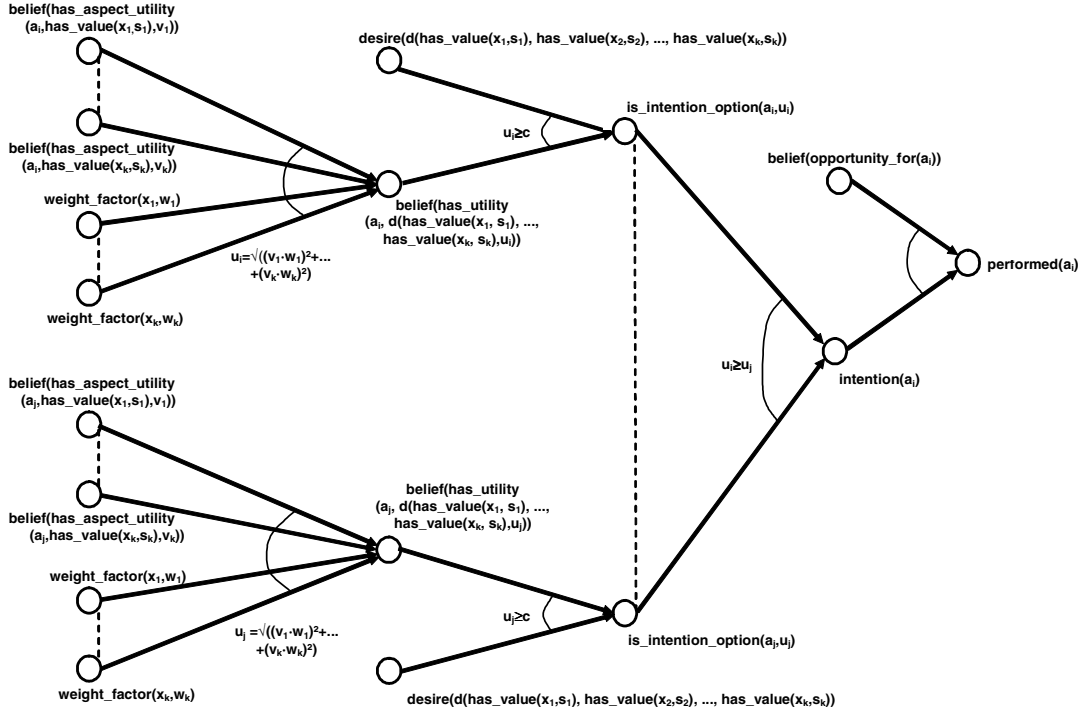 belief(has_aspect_utility
(aᵢ,has_value(x₁,s₁),v₁))
desire(d(has_value(x₁,s₁), has_value(x₂,s₂), ..., has_value(xₖ,sₖ))
uᵢ≥c
is_intention_option(aᵢ,uᵢ)
belief(has_aspect_utility
(aᵢ,has_value(xₖ,sₖ),vₖ))
belief(opportunity_for(aᵢ))
weight_factor(x₁,w₁)
belief(has_utility
(aᵢ, d(has_value(x₁, s₁), ...,
has_value(xₖ, sₖ),uᵢ))
uᵢ=√((v₁·w₁)²+...
+(vₖ·wₖ)²)
performed(aᵢ)
weight_factor(xₖ,wₖ)
uᵢ≥uⱼ
intention(aᵢ)
belief(has_aspect_utility
(aⱼ,has_value(x₁,s₁),v₁))
belief(has_utility
(aⱼ, d(has_value(x₁, s₁), ...,
has_value(xₖ, sₖ),uⱼ))
belief(has_aspect_utility
(aⱼ,has_value(xₖ,sₖ),vₖ))
weight_factor(x₁,w₁)
uⱼ≥c
uⱼ =√((v₁·w₁)²+...
+(vₖ·wₖ)²)
is_intention_option(aⱼ,uⱼ)
weight_factor(xₖ,wₖ)
desire(d(has_value(x₁,s₁), has_value(x₂,s₂), ..., has_value(xₖ,sₖ))